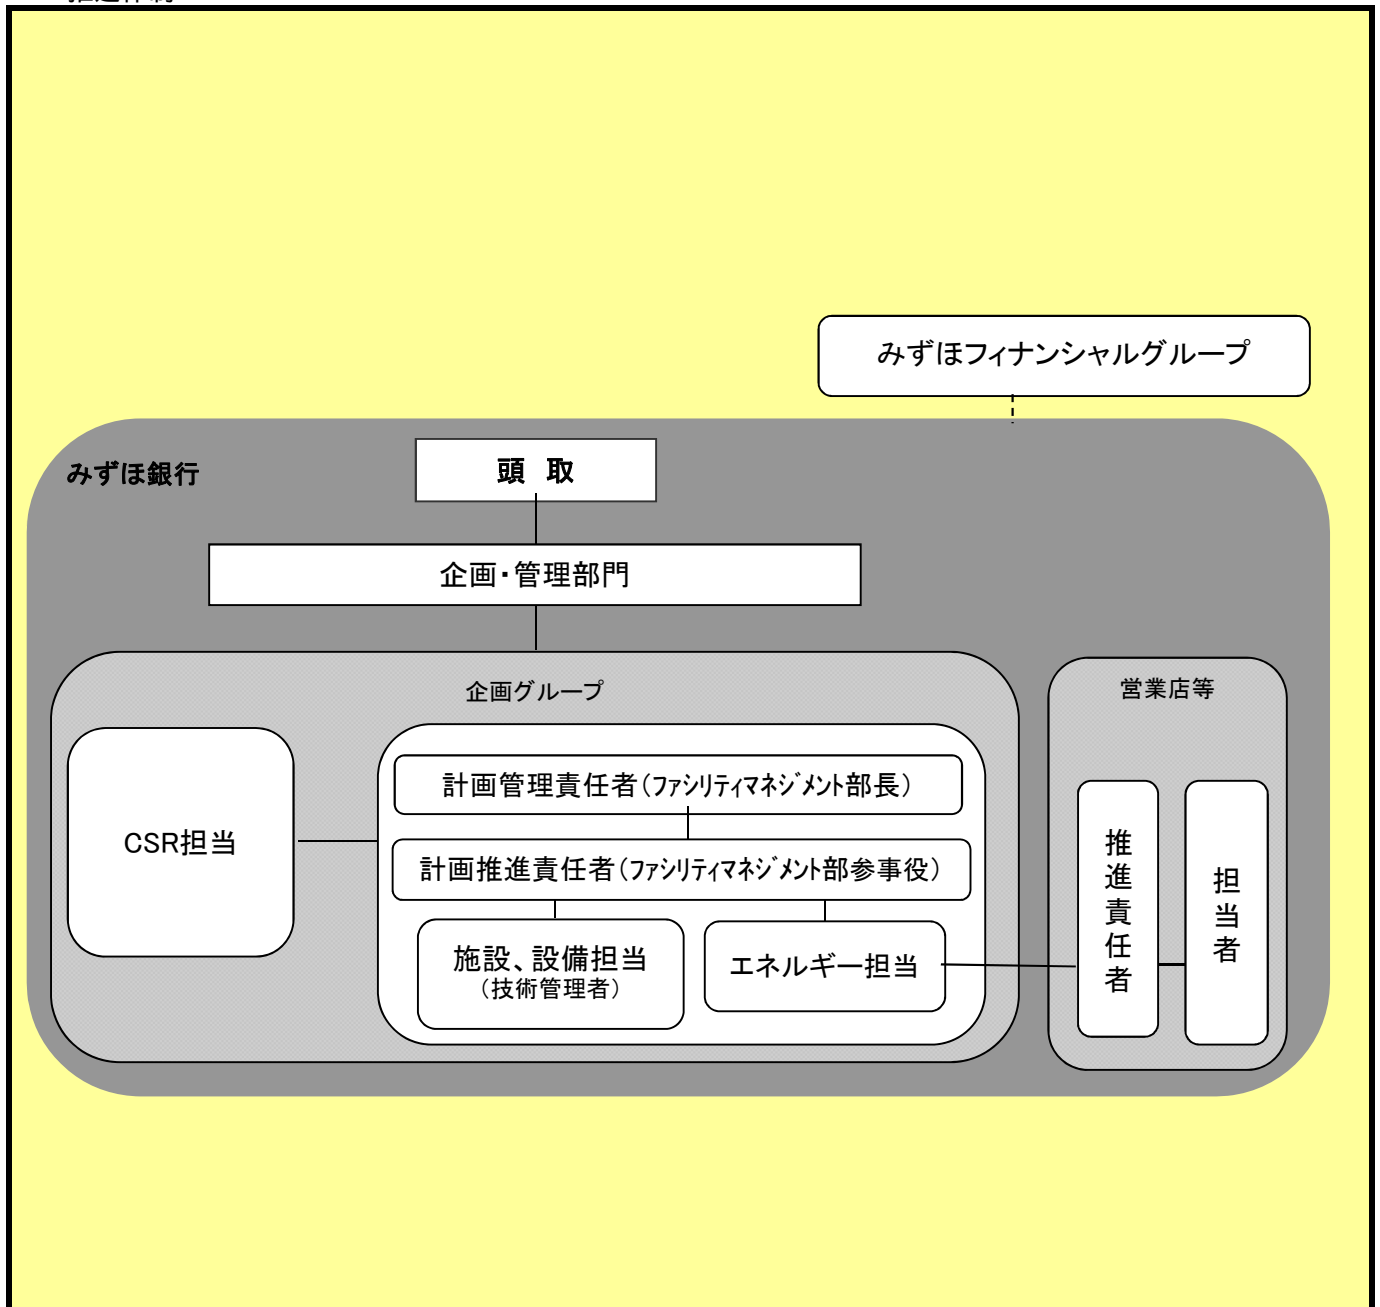 みずほフィナンシャルグループ
みずほ銀行
頭 取
企画・管理部門
企画グループ
営業店等
計画管理責任者(ファシリティマネジメント部長)
CSR担当
計画推進責任者(ファシリティマネジメント部参事役)
施設、設備担当
(技術管理者)
エネルギー担当
推進責任者
担当者